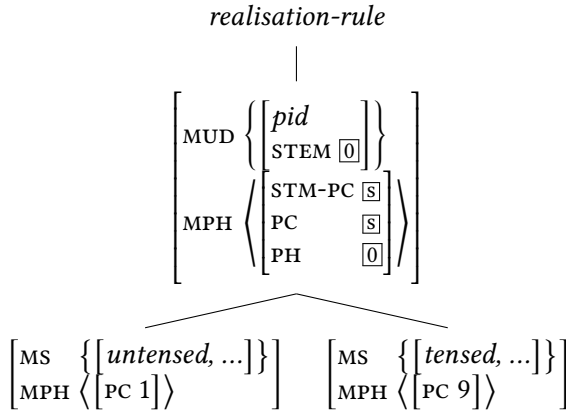 realisation-rule
MUD { [ pid
STEM 0 ] }
MPH ⟨ [ STM-PC s
PC s
PH 0 ] ⟩
[ MS { [ untensed, ... ] } ] [ MS { [ tensed, ... ] } ]
[ MPH ⟨ [ PC 1 ] ⟩ ] [ MPH ⟨ [ PC 9 ] ⟩ ]